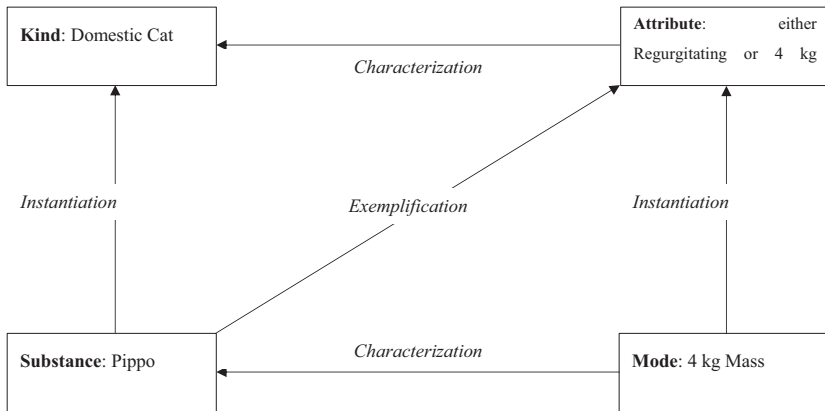 Kind: Domestic Cat
Attribute: either
Regurgitating or 4 kg
Characterization
Instantiation
Exemplification
Instantiation
Characterization
Substance: Pippo
Mode: 4 kg Mass